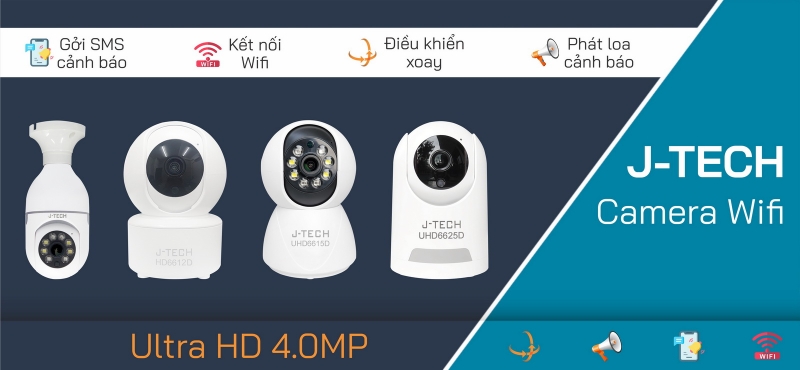 Gởi SMS
cảnh báo
Kết nối
Wifi
Điều khiển
xoay
Phát loa
cảnh báo
WIFI
J-TECH
J-TECH
HD6612D
J-TECH
UHD6615D
J-TECH
UHD6625D
J-TECH
Camera Wifi
Ultra HD 4.0MP
WIFI